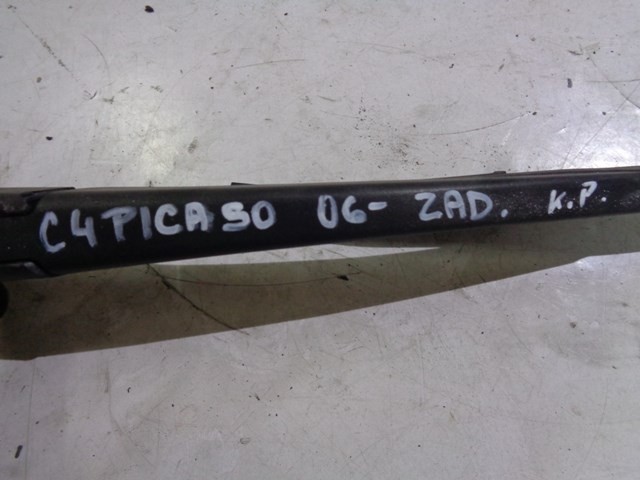 C4 PICASO 06- ZAD. K.P.